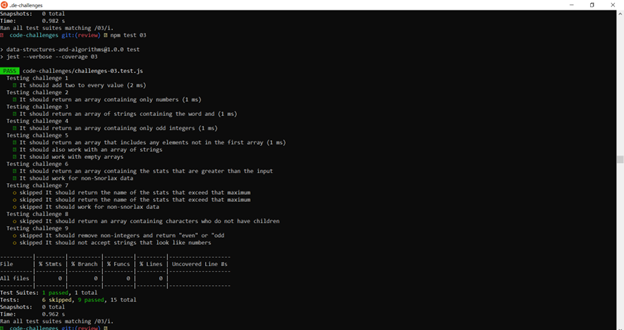 ..de-challenges
Snapshots: 0 total
Time: 0.982 s
Ran all test suites matching /03/i.
code-challenges git:(review) npm test 03
> data-structures-and-algorithms@1.0.0 test
> jest --verbose --coverage 03
PASS code-challenges/challenges-03.test.js
Testing challenge 1
It should add two to every value (2 ms)
Testing challenge 2
It should return an array containing only numbers (1 ms)
Testing challenge 3
It should return an array of strings containing the word and (1 ms)
Testing challenge 4
It should return an array containing only odd integers (1 ms)
Testing challenge 5
It should return an array that includes any elements not in the first array (1 ms)
It should also work with an array of strings
It should work with empty arrays
Testing challenge 6
It should return an array containing the stats that are greater than the input
It should work for non-Snorlax data
Testing challenge 7
○ skipped It should return the name of the stats that exceed that maximum
○ skipped It should return the name of the stats that exceed that maximum
○ skipped It should work for non-snorlax data
Testing challenge 8
○ skipped It should return an array containing characters who do not have children
Testing challenge 9
○ skipped It should remove non-integers and return "even" or "odd
○ skipped It should not accept strings that look like numbers
----------|---------|----------|---------|---------|-------------------
File | % Stmts | % Branch | % Funcs | % Lines | Uncovered Line #s
----------|---------|----------|---------|---------|-------------------
All files | 0 | 0 | 0 | 0 |
----------|---------|----------|---------|---------|-------------------
Test Suites: 1 passed, 1 total
Tests: 6 skipped, 9 passed, 15 total
Snapshots: 0 total
Time: 0.962 s
Ran all test suites matching /03/i.
code-challenges git:(review)